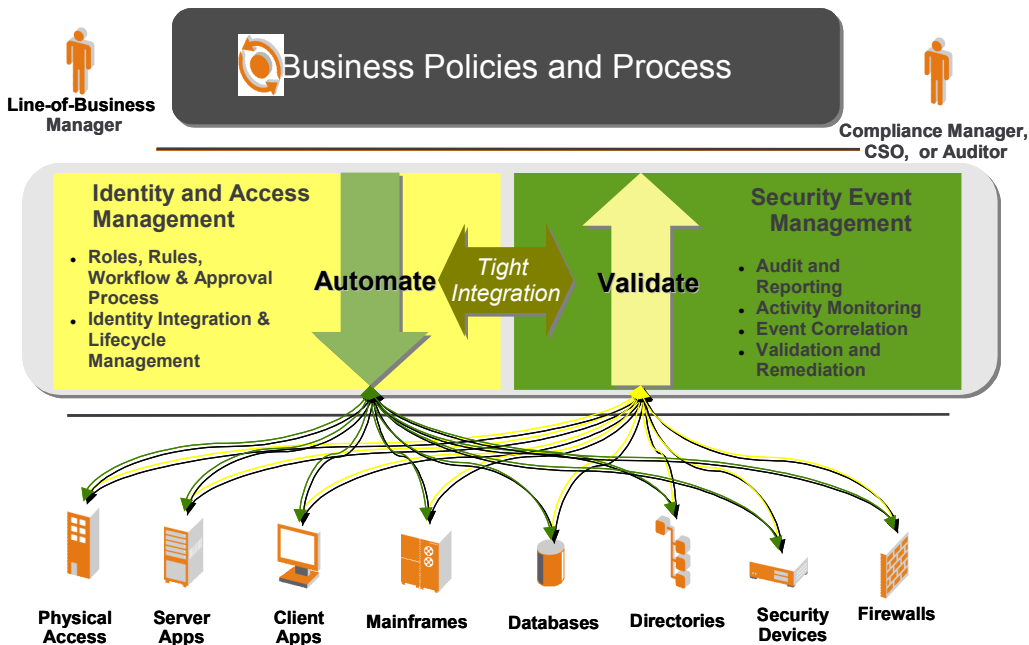 Business Policies and Process
Line-of-Business
Manager
Compliance Manager,
CSO, or Auditor
Identity and Access
Management
• Roles, Rules,
Workflow & Approval
Process
• Identity Integration &
Lifecycle
Management
Automate
Tight
Integration
Validate
Security Event
Management
• Audit and
Reporting
• Activity Monitoring
• Event Correlation
• Validation and
Remediation
Physical
Access
Server
Apps
Client
Apps
Mainframes
Databases
Directories
Security
Devices
Firewalls